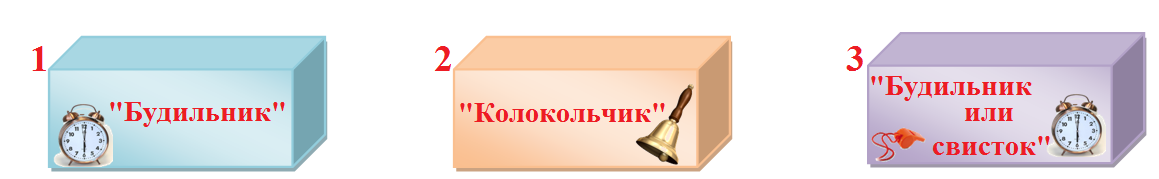 1 "Будильник"
2 "Колокольчик"
3 "Будильник
или
свисток"